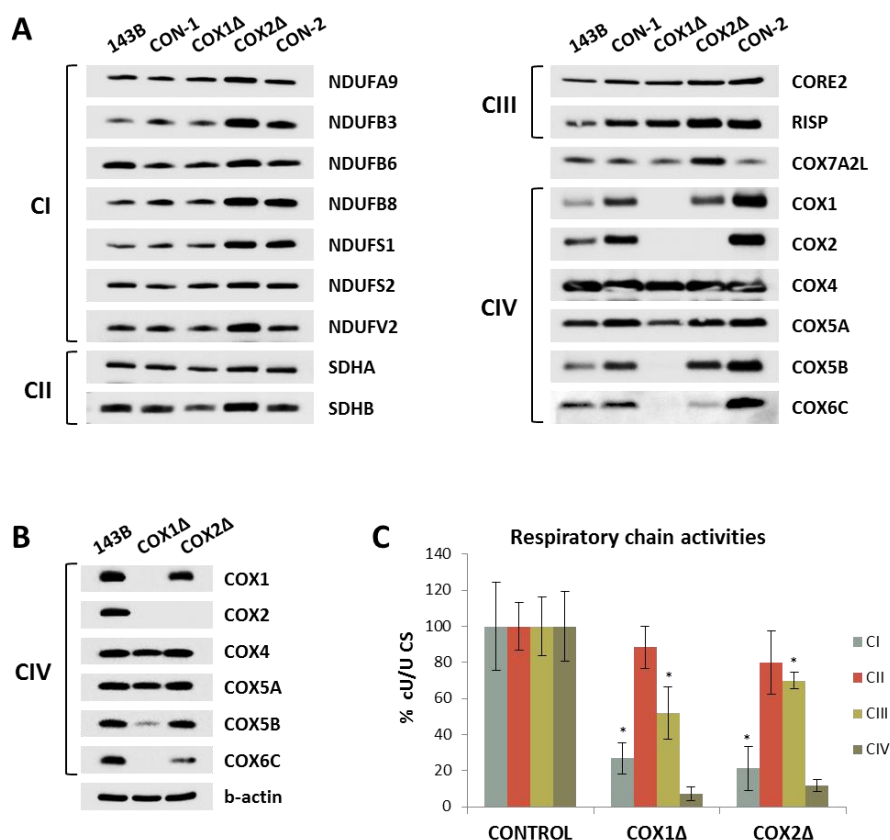 A
143B CON-1 COX1Δ COX2Δ CON-2
CI
NDUFA9
NDUFB3
NDUFB6
NDUFB8
NDUFS1
NDUFS2
NDUFV2
CII
SDHA
SDHB
143B CON-1 COX1Δ COX2Δ CON-2
CIII
CORE2
RISP
COX7A2L
CIV
COX1
COX2
COX4
COX5A
COX5B
COX6C
B
143B COX1Δ COX2Δ
CIV
COX1
COX2
COX4
COX5A
COX5B
COX6C
b-actin
C
Respiratory chain activities
% cU/U CS
140
120
100
80
60
40
20
0
* * * *
CONTROL COX1Δ COX2Δ
CI
CII
CIII
CIV